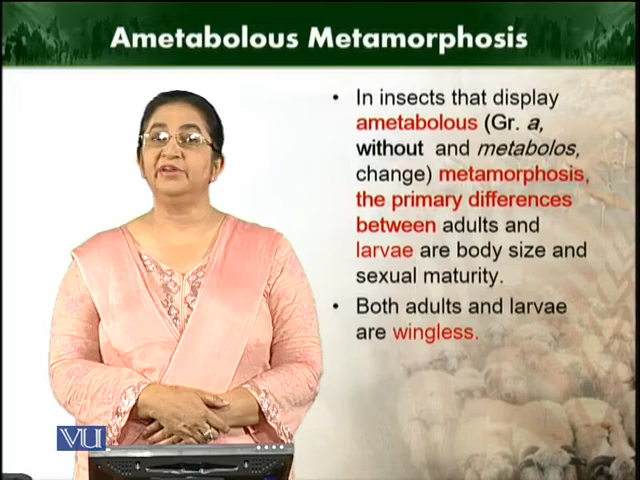 Ametabolous Metamorphosis
• In insects that display
ametabolous (Gr. a,
without and metabolos,
change) metamorphosis,
the primary differences
between adults and
larvae are body size and
sexual maturity.
• Both adults and larvae
are wingless.
VU